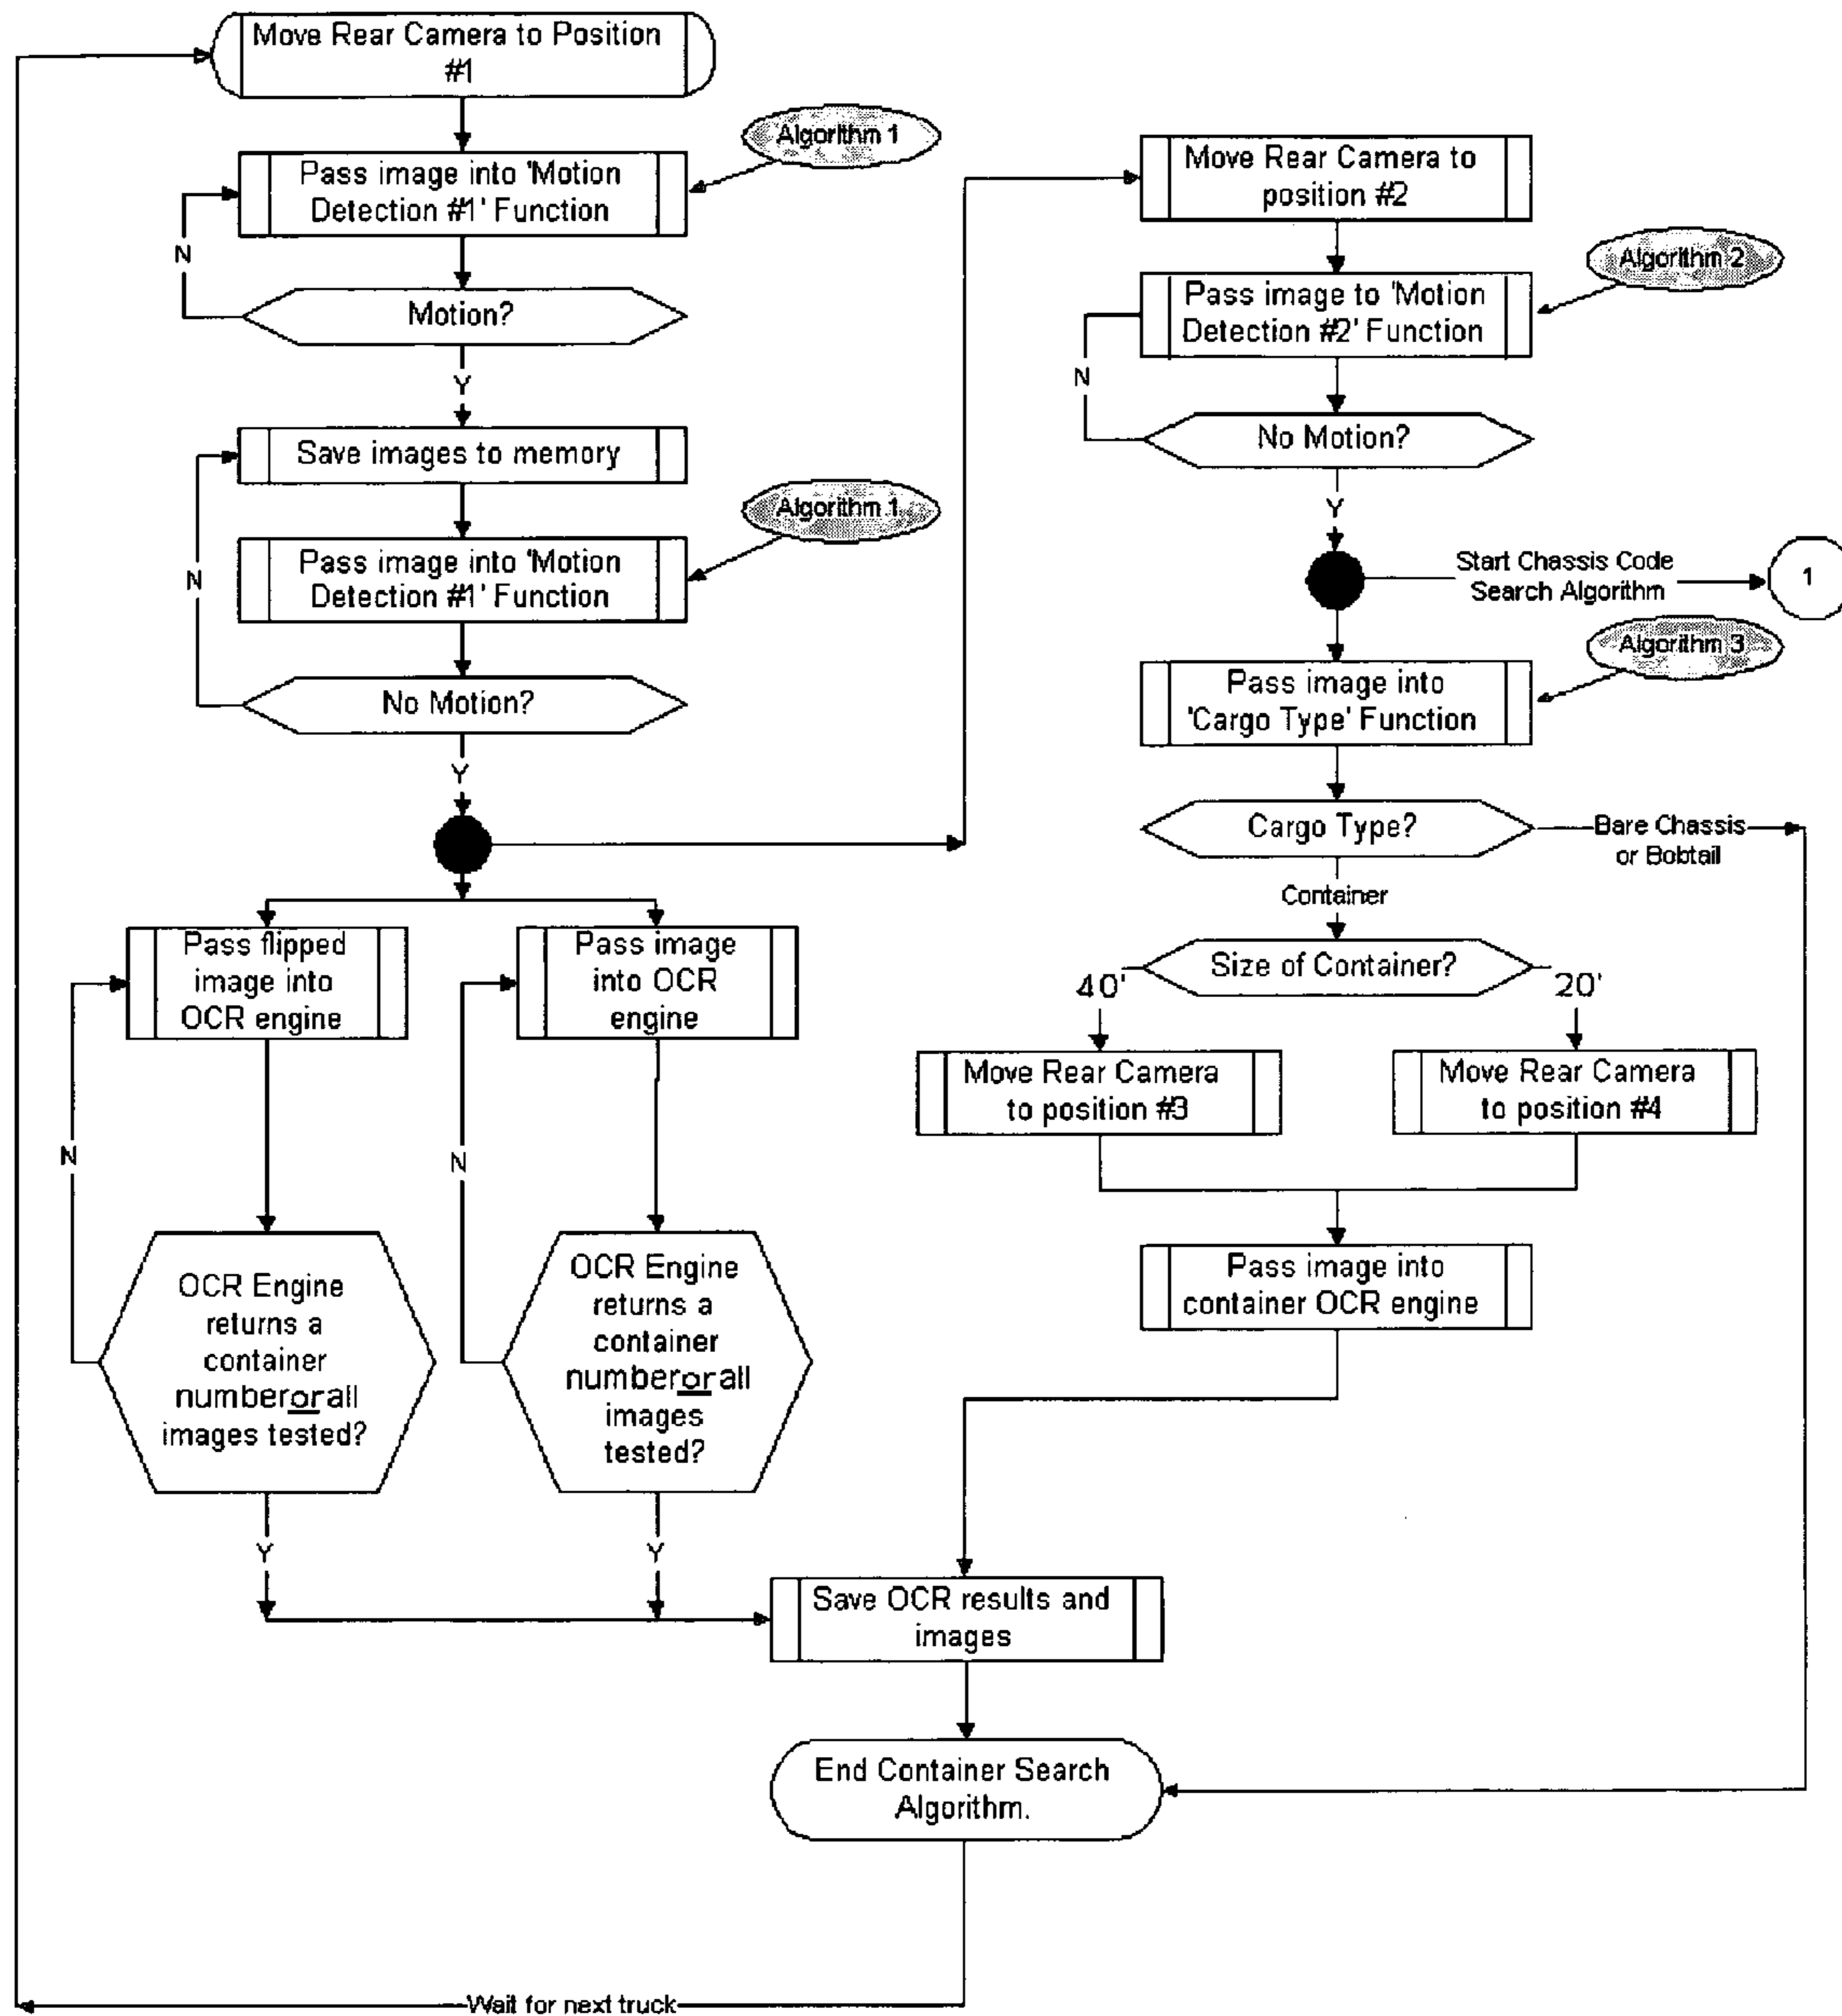 Move Rear Camera to Position
#1
Algorithm 1
Pass image into 'Motion
Detection #1' Function
N
Motion?
Y
Save images to memory
Algorithm 1
Pass image into 'Motion
Detection #1' Function
N
No Motion?
Y
Pass flipped
image into
OCR engine
Pass image
into OCR
engine
N
N
OCR Engine
returns a
container
number or all
images tested?
OCR Engine
returns a
container
number or all
images
tested?
Y
Y
Move Rear Camera to
position #2
Algorithm 2
Pass image to 'Motion
Detection #2' Function
N
No Motion?
Y
Start Chassis Code
Search Algorithm
1
Algorithm 3
Pass image into
'Cargo Type' Function
Cargo Type?
Bare Chassis
or Bobtail
Container
Size of Container?
40'
20'
Move Rear Camera
to position #3
Move Rear Camera
to position #4
Pass image into
container OCR engine
Save OCR results and
images
End Container Search
Algorithm.
Wait for next truck